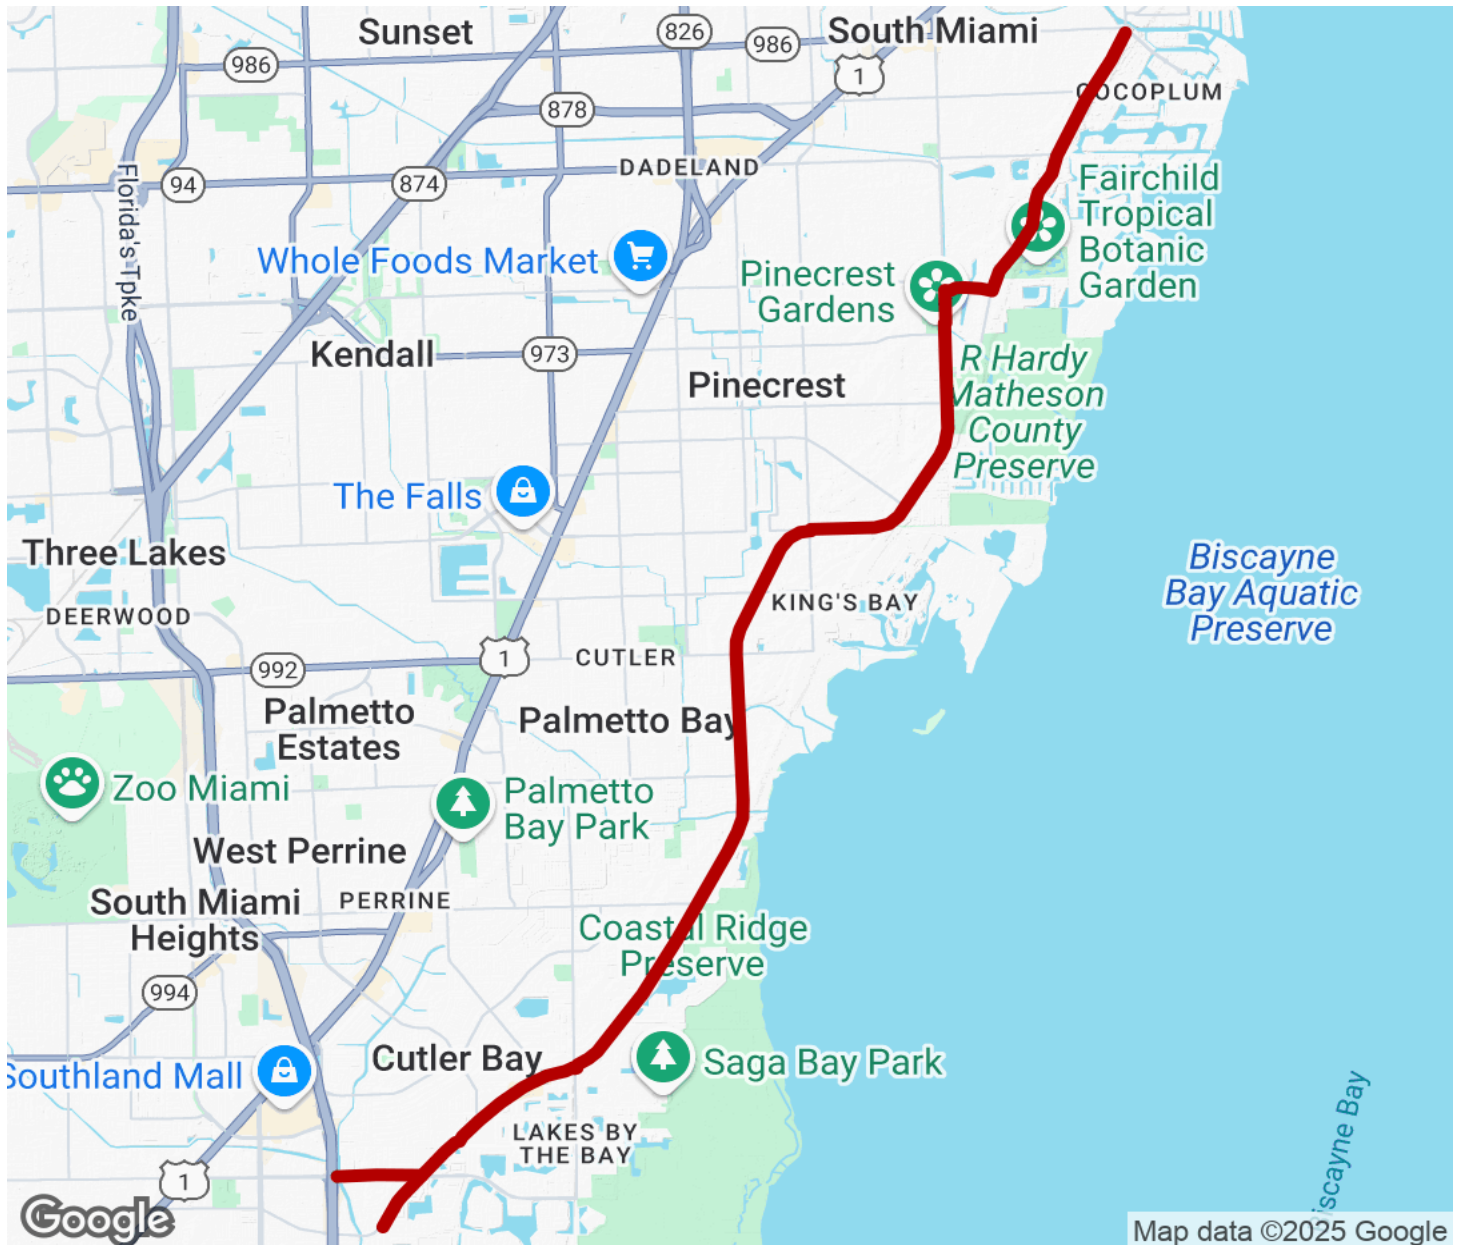 Sunset
826
986
South Miami
986
1
COCOPLUM
878
DADELAND
94
874
Florida's Tpke
Fairchild
Tropical
Botanic
Garden
Whole Foods Market
Pinecrest
Gardens
Kendall
973
Pinecrest
R Hardy
Matheson
County
Preserve
The Falls
Three Lakes
Biscayne
Bay Aquatic
Preserve
DEERWOOD
KING'S BAY
1
CUTLER
992
Palmetto
Estates
Palmetto Bay
Zoo Miami
Palmetto
Bay Park
West Perrine
South Miami
Heights
PERRINE
Coastal Ridge
Preserve
994
Cutler Bay
Saga Bay Park
Southland Mall
Biscayne Bay
LAKES BY
THE BAY
1
Google
Map data ©2025 Google